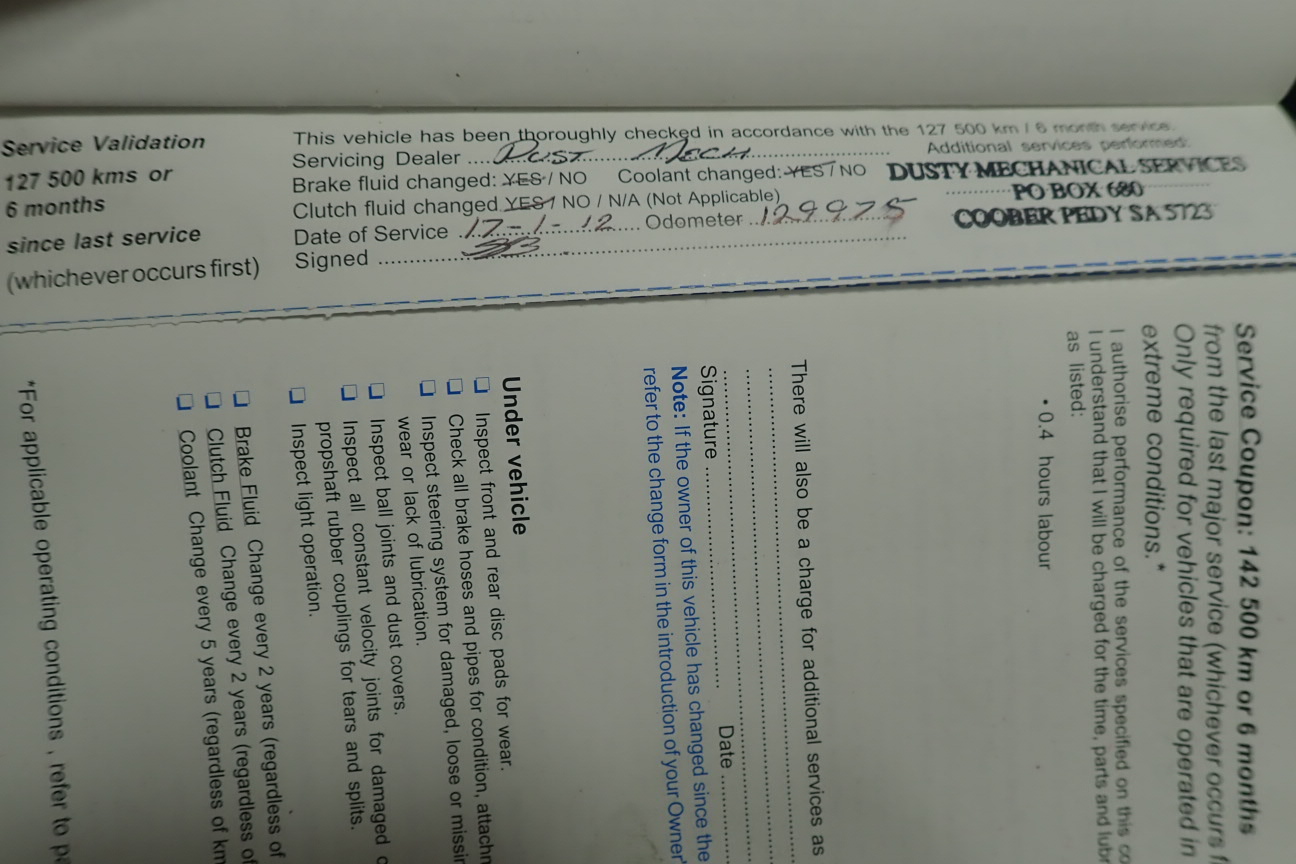 Service Validation
127 500 kms or
6 months
since last service
(whichever occurs first)
This vehicle has been thoroughly checked in accordance with the 127 500 km / 6 month service.
Servicing Dealer .... Dust Mech
Additional services performed:
Brake fluid changed: YES / NO Coolant changed: YES / NO
Clutch fluid changed YES / NO / N/A (Not Applicable)
Date of Service 17-1-12 Odometer 129975
Signed
DUSTY MECHANICAL SERVICES
PO BOX 680
COOBER PEDY SA 5723
Service Coupon: 142 500 km or 6 months
from the last major service (whichever occurs
Only required for vehicles that are operated in
extreme conditions.*
I authorise performance of the services specified on this
I understand that I will be charged for the time, parts and
as listed:
• 0.4 hours labour
There will also be a charge for additional services as
Signature Date
Note: If the owner of this vehicle has changed since the
refer to the change form in the introduction of your
Under vehicle
❑ Inspect front and rear disc pads for wear.
❑ Check all brake hoses and pipes for condition,
❑ Inspect steering system for damaged, loose or
wear or lack of lubrication.
❑ Inspect ball joints and dust covers.
❑ Inspect all constant velocity joints for damaged
propshaft rubber couplings for tears and splits.
❑ Inspect light operation.
❑ Brake Fluid Change every 2 years (regardless of
❑ Clutch Fluid Change every 2 years (regardless of
❑ Coolant Change every 5 years (regardless of
*For applicable operating conditions , refer to